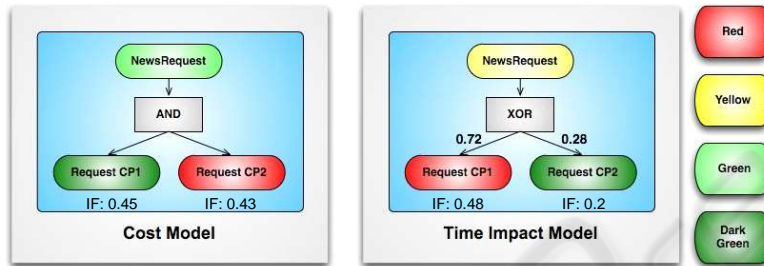 NewsRequest
AND
Request CP1
Request CP2
IF: 0.45
IF: 0.43
Cost Model
NewsRequest
XOR
0.72
0.28
Request CP1
Request CP2
IF: 0.48
IF: 0.2
Time Impact Model
Red
Yellow
Green
Dark
Green